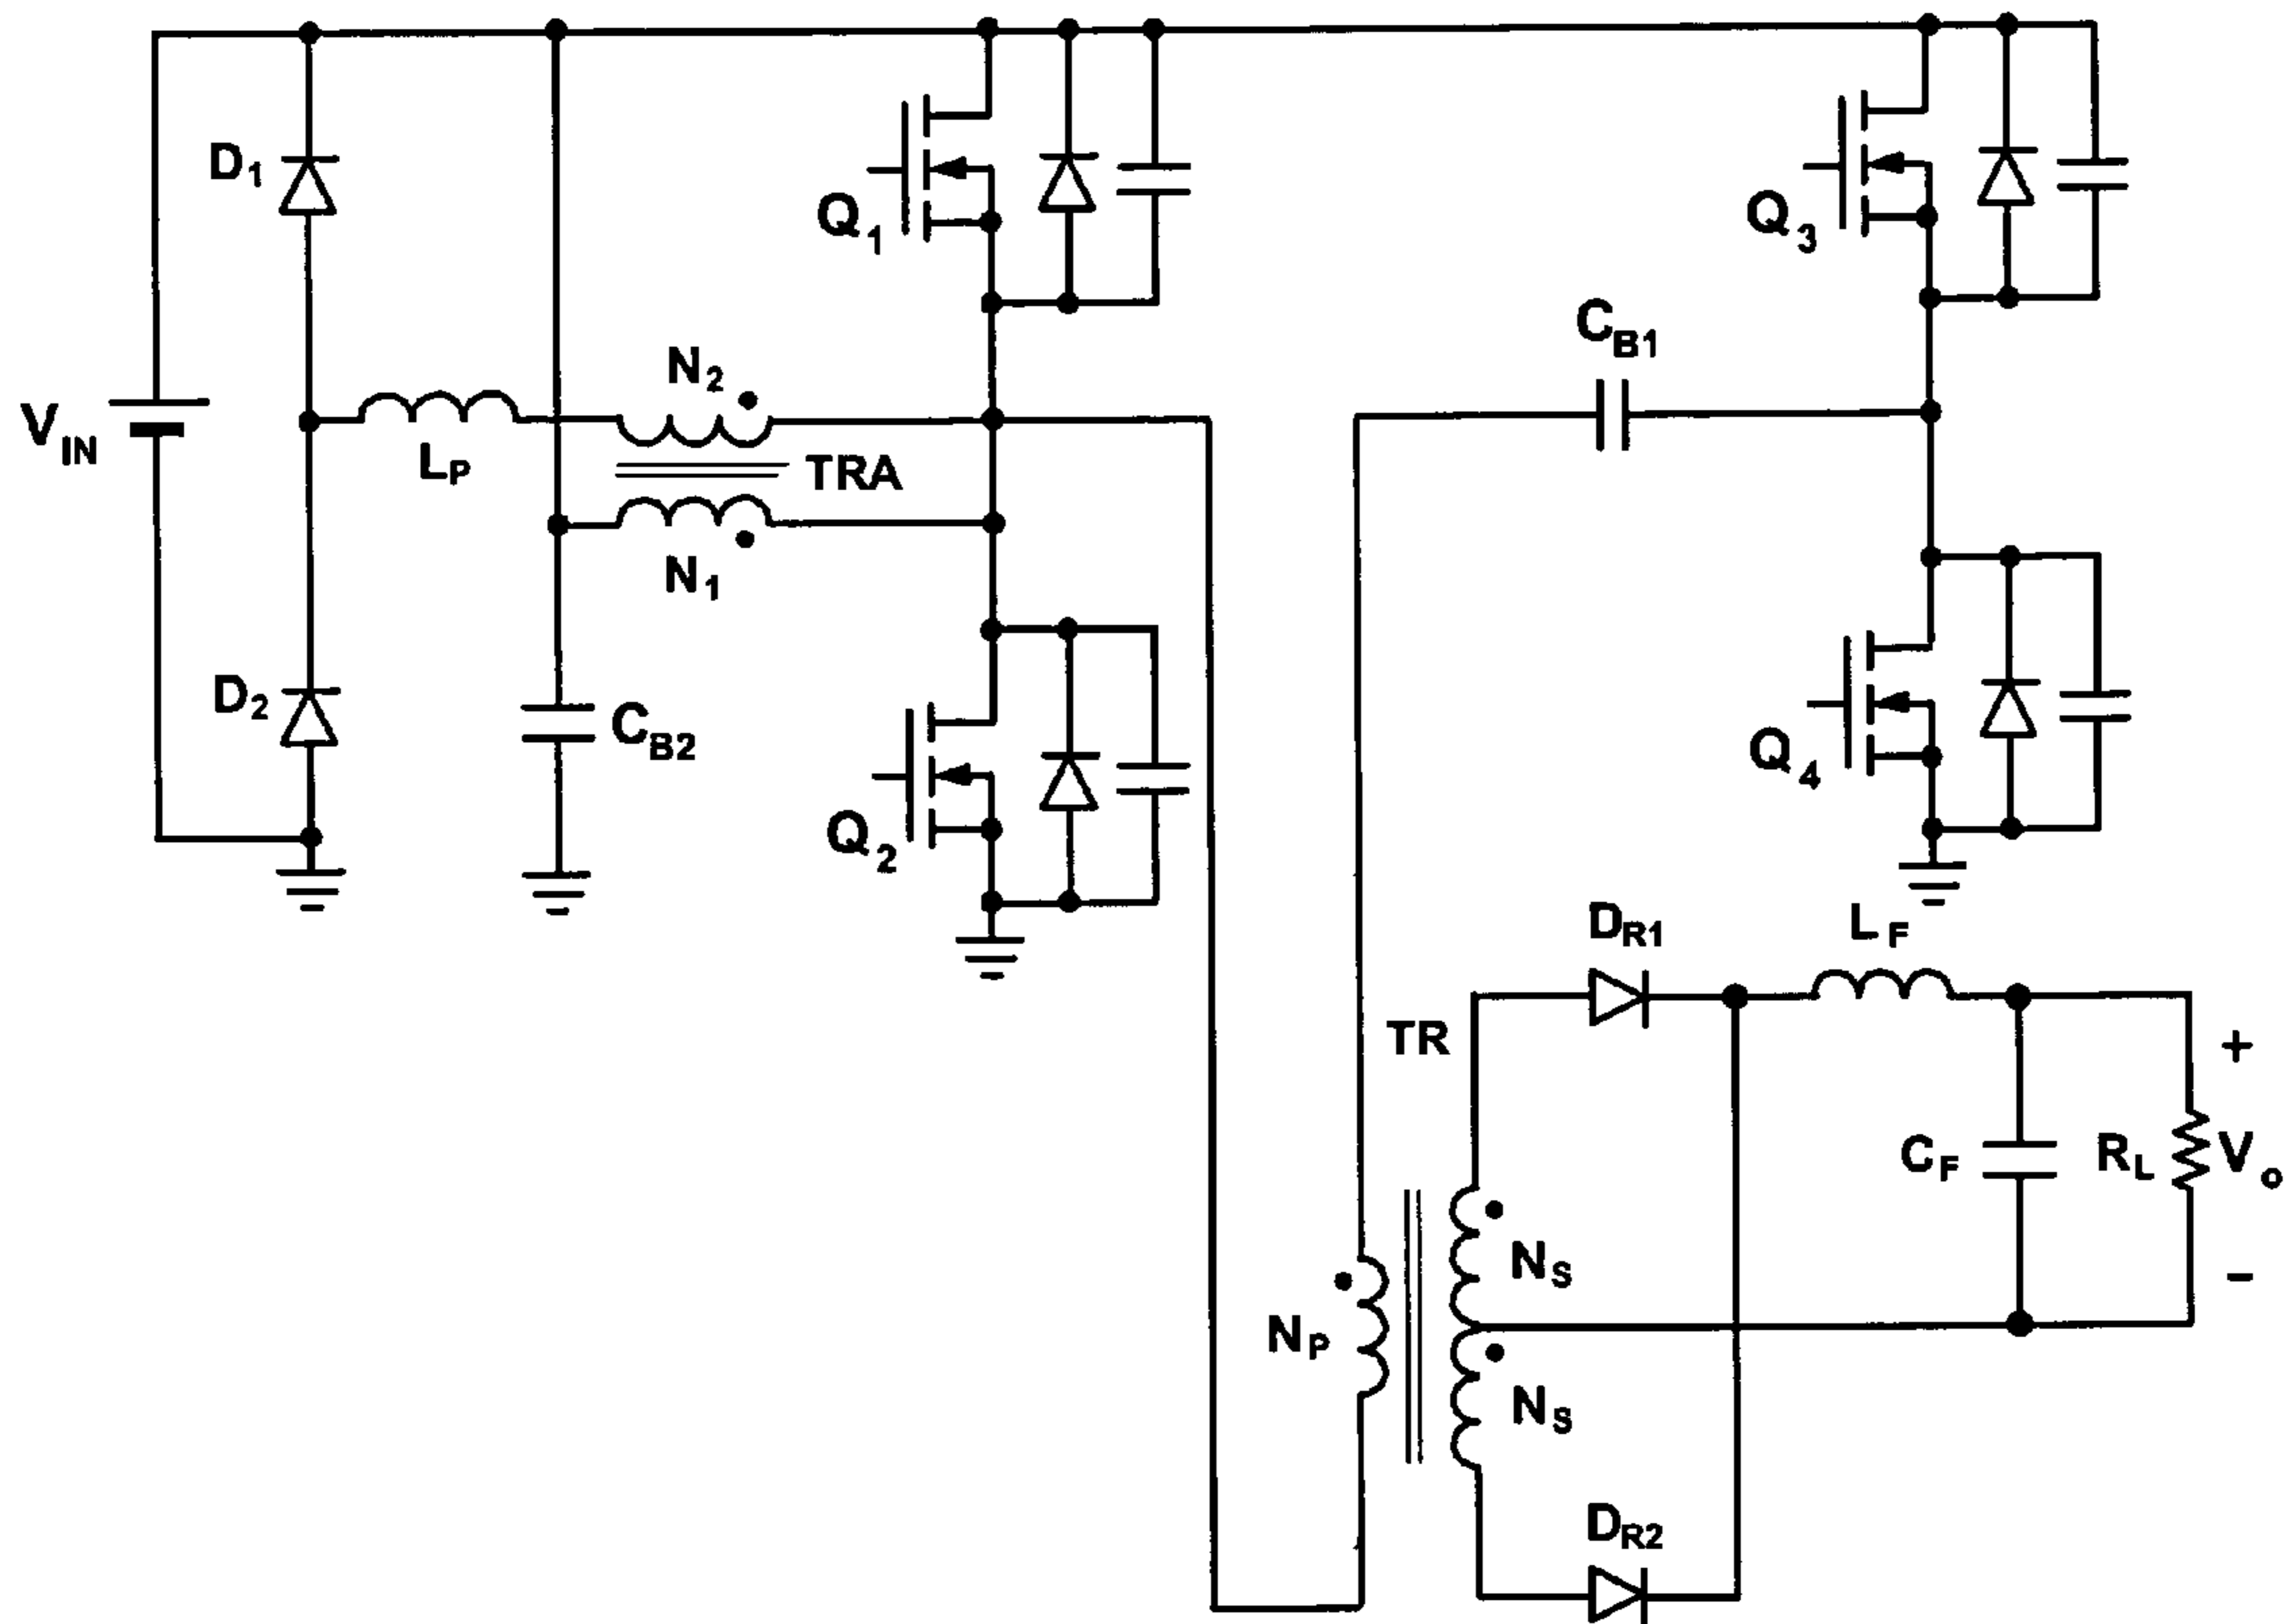 D1
Q1
Q3
CB1
N2
VIN
LP
TRA
N1
D2
CB2
Q2
Q4
DR1
LF
TR
+
CF
RL
Vo
NS
NP
−
NS
DR2